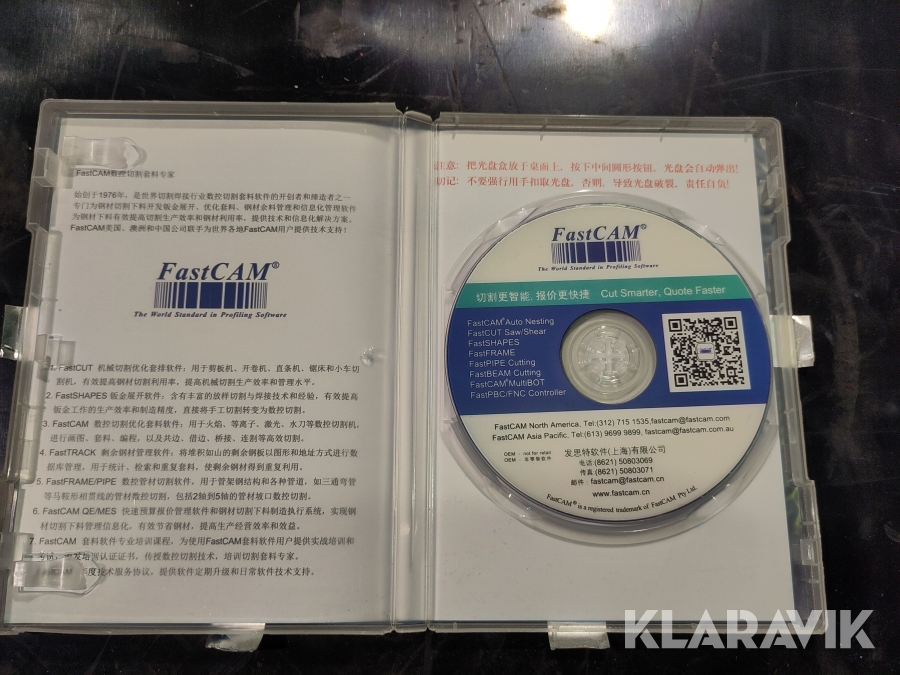 FastCAM数控切割套料专家
始创于1976年，是世界切割焊接行业数控切割套料软件的开创者和缔造者之一
专门为钢材切割下料开发钣金展开、优化套料、钢材余料管理和信息化管理软件
为钢材下料有效提高切割生产效率和钢材利用率，提供技术和信息化解决方案。
FastCAM美国、澳洲和中国公司联手为世界各地FastCAM用户提供技术支持！
FastCAM®
The World Standard in Profiling Software
1. FastCUT 机械切割优化套排软件：用于剪板机、开卷机、直条机、锯床和小车切
割机，有效提高钢材切割利用率，提高机械切割生产效率和管理水平。
2. FastSHAPES 钣金展开软件：含有丰富的放样切割与焊接技术和经验，有效提高
钣金工作的生产效率和制造精度，直接将手工切割转变为数控切割。
3. FastCAM 数控切割优化套料软件：用于火焰、等离子、激光、水刀等数控切割机，
进行画图、套料、编程，以及共边、借边、桥接、连割等高效切割。
4. FastTRACK 剩余钢材管理软件，将堆积如山的剩余钢板以图形和地址方式进行数
据库管理，用于统计、检索和重复套料，使剩余钢材得到重复利用。
5. FastFRAME/PIPE 数控管材切割软件，用于管架钢结构和各种管道，如三通弯管
等马鞍形相贯线的管材数控切割，包括2轴到5轴的管材坡口数控切割。
6. FastCAM QE/MES 快速预算报价管理软件和钢材切割下料制造执行系统，实现钢
材切割下料管理信息化，有效节省钢材，提高生产经营效率和效益。
7. FastCAM 套料软件专业培训课程，为使用FastCAM套料软件用户提供实战培训和
考试，颁发培训认证证书，传授数控切割技术，培训切割套料专家。
年度技术服务协议，提供软件定期升级和日常软件技术支持。
注意：把光盘盒放于桌面上，按下中间圆形按钮，光盘会自动弹出！
切记：不要强行用手扣取光盘，否则，导致光盘破裂，责任自负！
FastCAM®
The World Standard in Profiling Software
切割更智能，报价更快捷 Cut Smarter, Quote Faster
FastCAM®Auto Nesting
FastCUT Saw/Shear
FastSHAPES
FastFRAME
FastPIPE Cutting
FastBEAM Cutting
FastCAM®MultiBOT
FastPBC/FNC Controller
FastCAM North America, Tel:(312) 715 1535,fastcam@fastcam.com
FastCAM Asia Pacific, Tel:(613) 9699 9899, fastcam@fastcam.com.au
OEM - not for retail
OEM - 非零售软件
发思特软件(上海)有限公司
电话:(8621) 50803069
传真:(8621) 50803071
邮件：fastcam@fastcam.cn
www.fastcam.cn
FastCAM® is a registered trademark of FastCAM Pty Ltd.
KLARAVIK